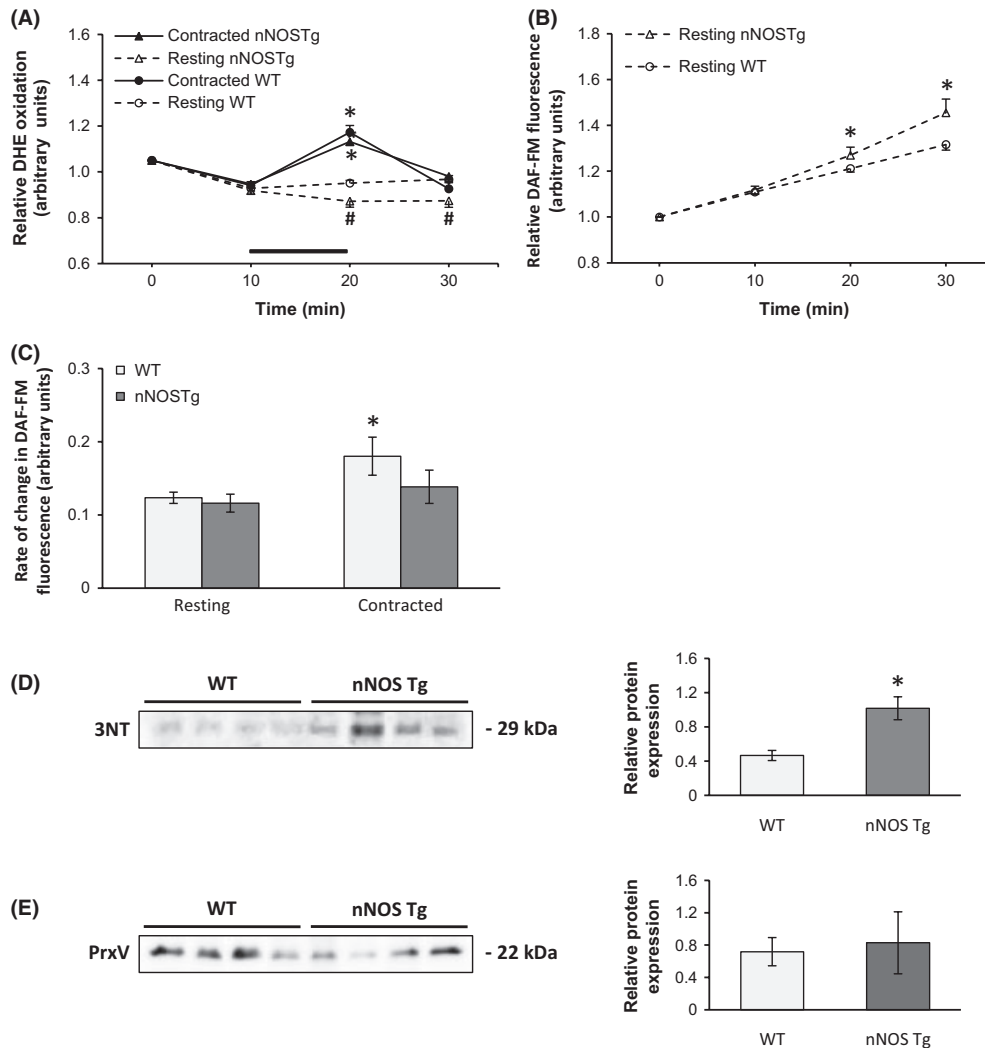 (A)
Relative DHE oxidation
(arbitrary units)
1.6
1.4
1.2
1.0
0.8
0.6
Contracted nNOSTg
Resting nNOSTg
Contracted WT
Resting WT
*
*
#
#
0
10
20
30
Time (min)
(B)
Relative DAF-FM fluorescence
(arbitrary units)
1.8
1.6
1.4
1.2
1.0
0.8
Resting nNOSTg
Resting WT
*
*
0
10
20
30
Time (min)
(C)
Rate of change in DAF-FM
fluorescence (arbitrary units)
0.3
0.2
0.1
0
WT
nNOSTg
*
Resting
Contracted
(D)
WT
nNOS Tg
3NT
- 29 kDa
Relative protein
expression
1.6
1.2
0.8
0.4
0
*
WT
nNOS Tg
(E)
WT
nNOS Tg
PrxV
- 22 kDa
Relative protein
expression
1.6
1.2
0.8
0.4
0
WT
nNOS Tg